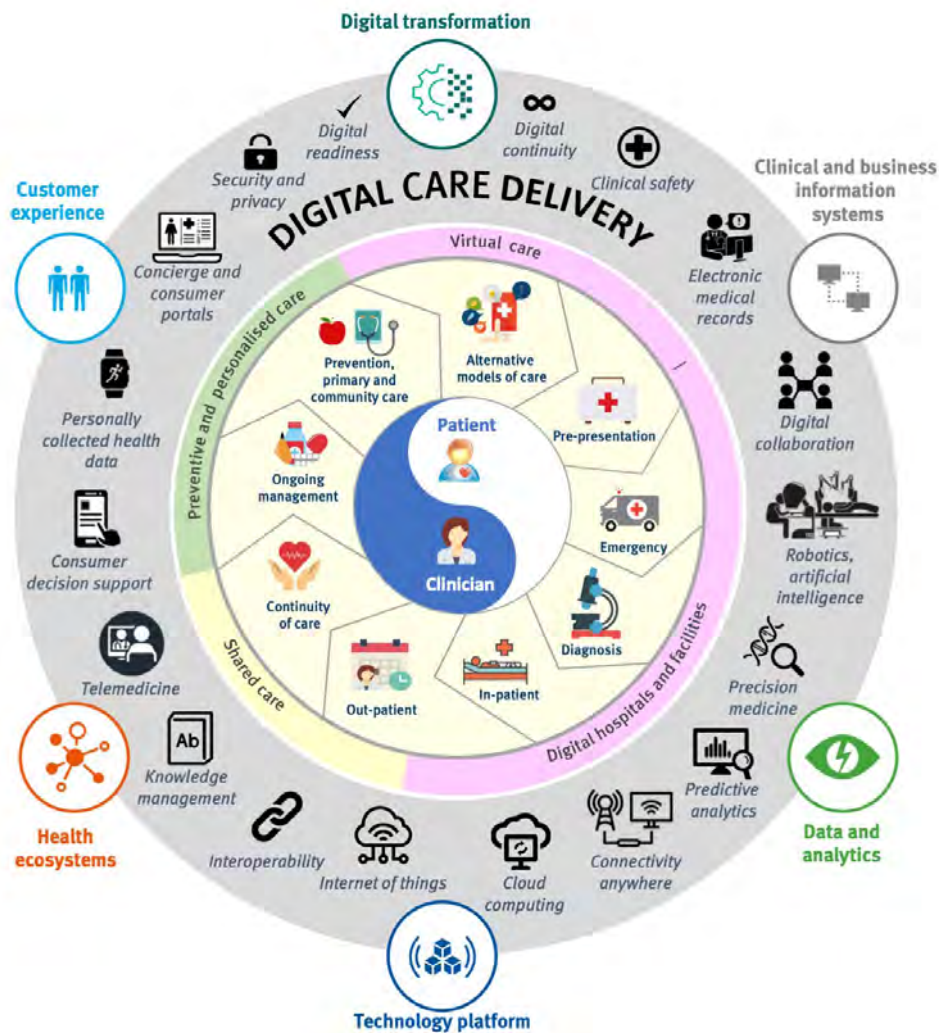 Digital transformation
Digital
readiness
Digital
continuity
Security and
privacy
Clinical safety
DIGITAL CARE DELIVERY
Customer
experience
Clinical and business
information
systems
Concierge and
consumer
portals
Electronic
medical
records
Virtual care
Preventive and personalised care
Prevention,
primary and
community care
Alternative
models of care
Pre-presentation
Personally
collected health
data
Digital
collaboration
Ongoing
management
Patient
Emergency
Consumer
decision support
Robotics,
artificial
intelligence
Continuity
of care
Clinician
Diagnosis
Shared care
Out-patient
In-patient
Digital hospitals and facilities
Telemedicine
Precision
medicine
Ab
Knowledge
management
Predictive
analytics
Health
ecosystems
Data and
analytics
Interoperability
Internet of things
Cloud
computing
Connectivity
anywhere
Technology platform